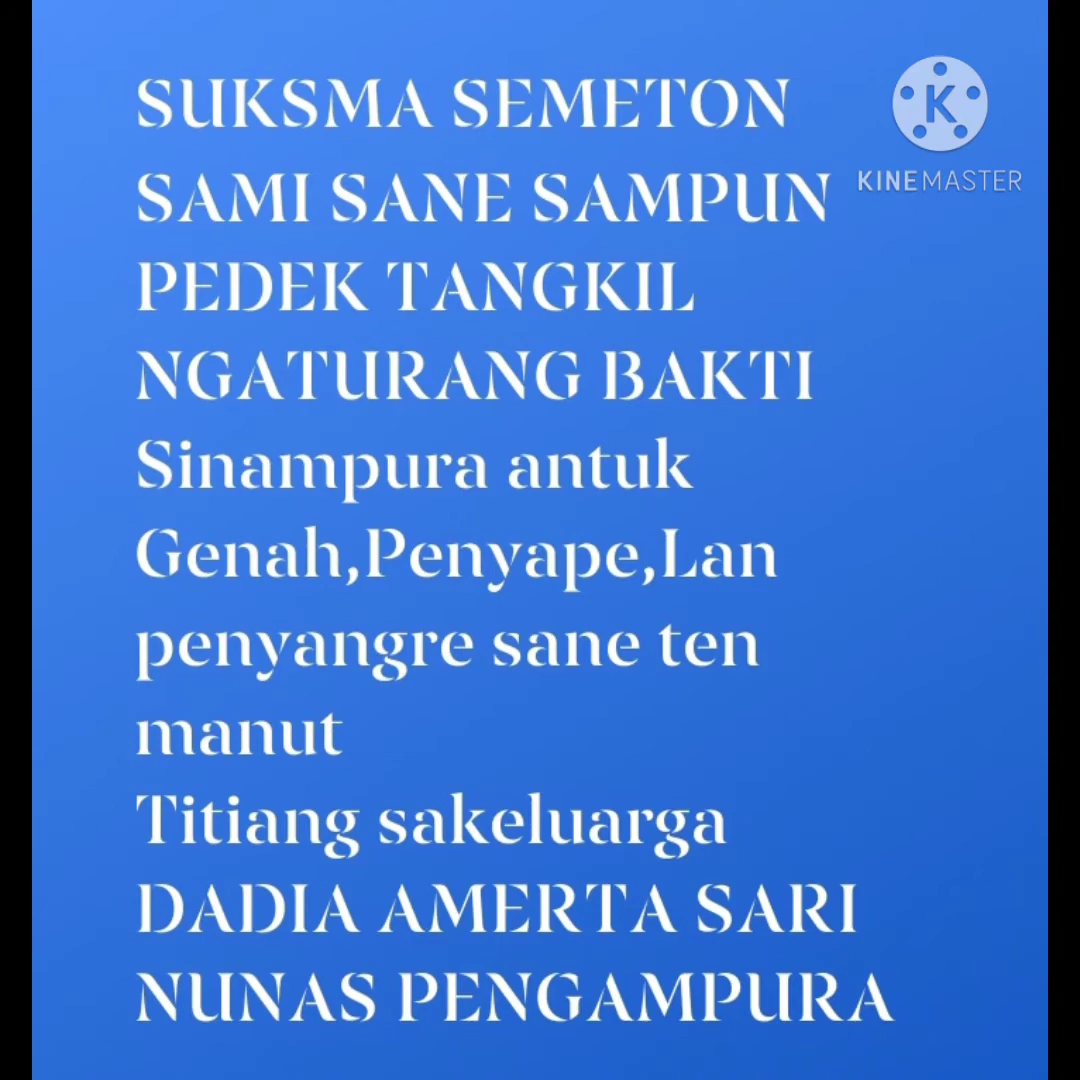 SUKSMA SEMETON
SAMI SANE SAMPUN
PEDEK TANGKIL
NGATURANG BAKTI
Sinampura antuk
Genah,Penyape,Lan
penyangre sane ten
manut
Titiang sakeluarga
DADIA AMERTA SARI
NUNAS PENGAMPURA
K
KINEMASTER